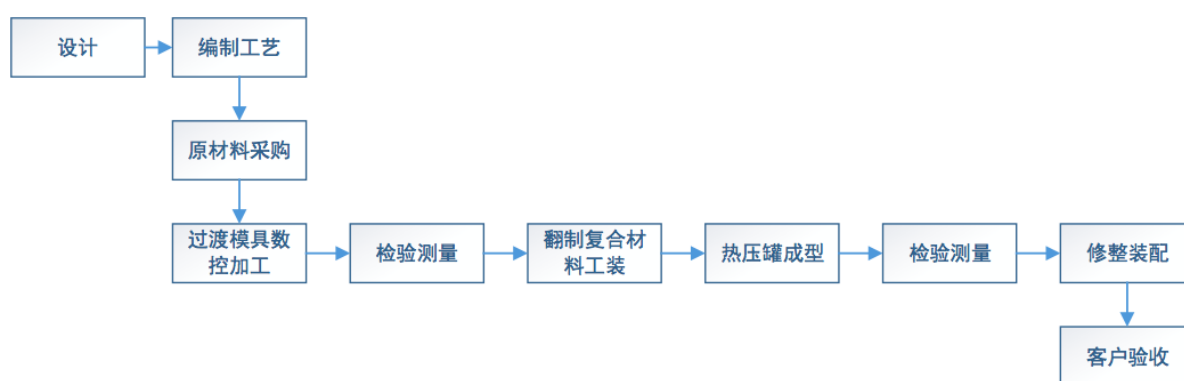 设计
编制工艺
原材料采购
过渡模具数
控加工
检验测量
翻制复合材
料工装
热压罐成型
检验测量
修整装配
客户验收